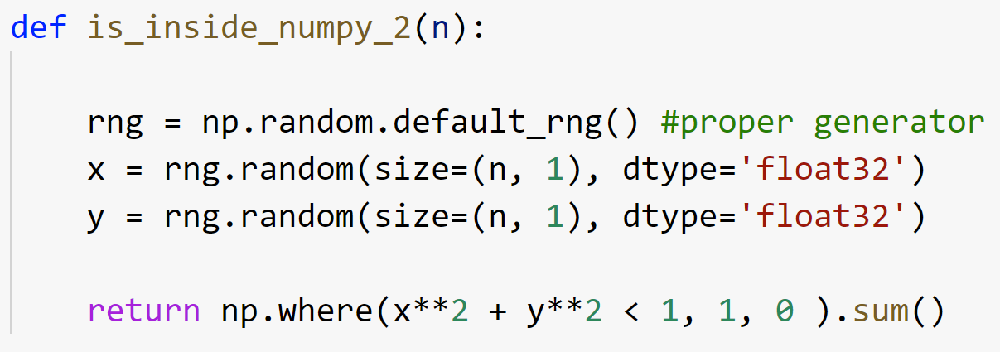 def is_inside_numpy_2(n):
rng = np.random.default_rng() #proper generator
x = rng.random(size=(n, 1), dtype='float32')
y = rng.random(size=(n, 1), dtype='float32')
return np.where(x**2 + y**2 < 1, 1, 0 ).sum()